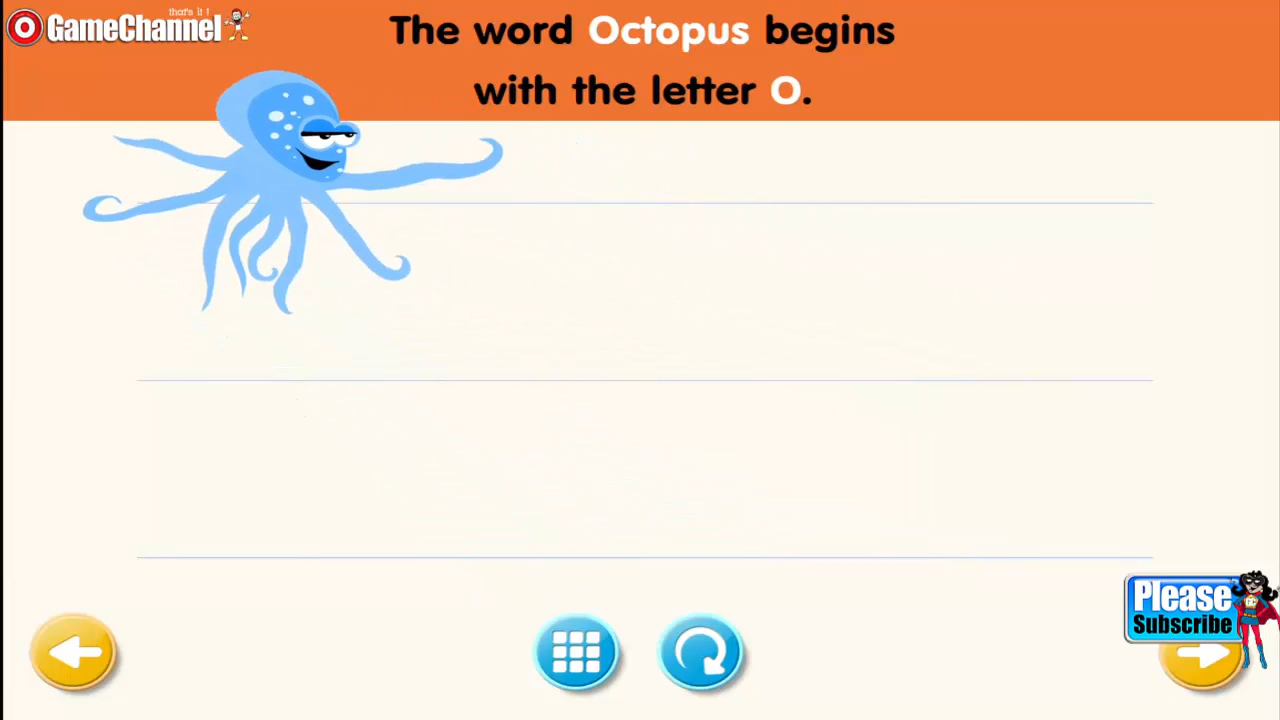 that's it !
GameChannel
The word Octopus begins
with the letter O.
Please
Subscribe